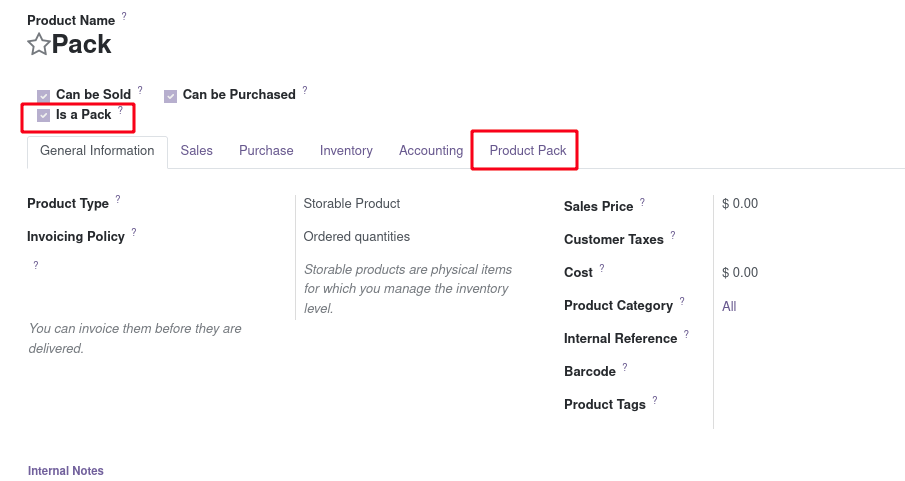 Product Name ?
Pack
Can be Sold ? Can be Purchased ?
Is a Pack ?
General Information Sales Purchase Inventory Accounting Product Pack
Product Type ? Storable Product
Invoicing Policy ? Ordered quantities
?
Storable products are physical items
for which you manage the inventory
level.
You can invoice them before they are
delivered.
Sales Price ? $ 0.00
Customer Taxes ?
Cost ? $ 0.00
Product Category ? All
Internal Reference ?
Barcode ?
Product Tags ?
Internal Notes